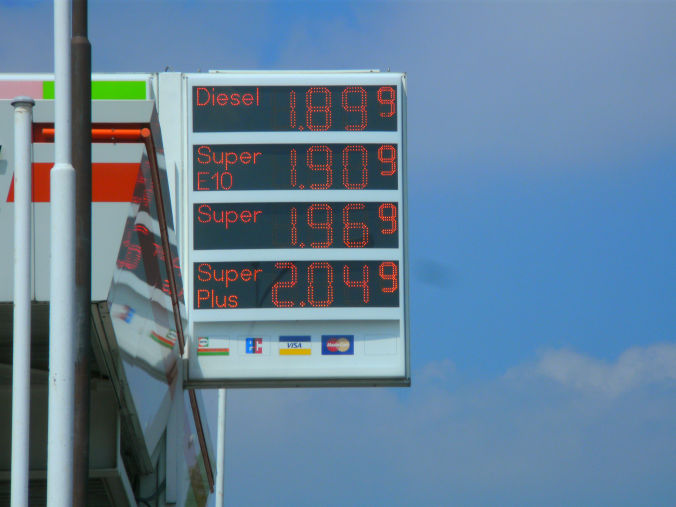 Diesel 1.89⁹
Super 1.90⁹
E10
Super 1.96⁹
Super 2.04⁹
Plus
VISA
MasterCard